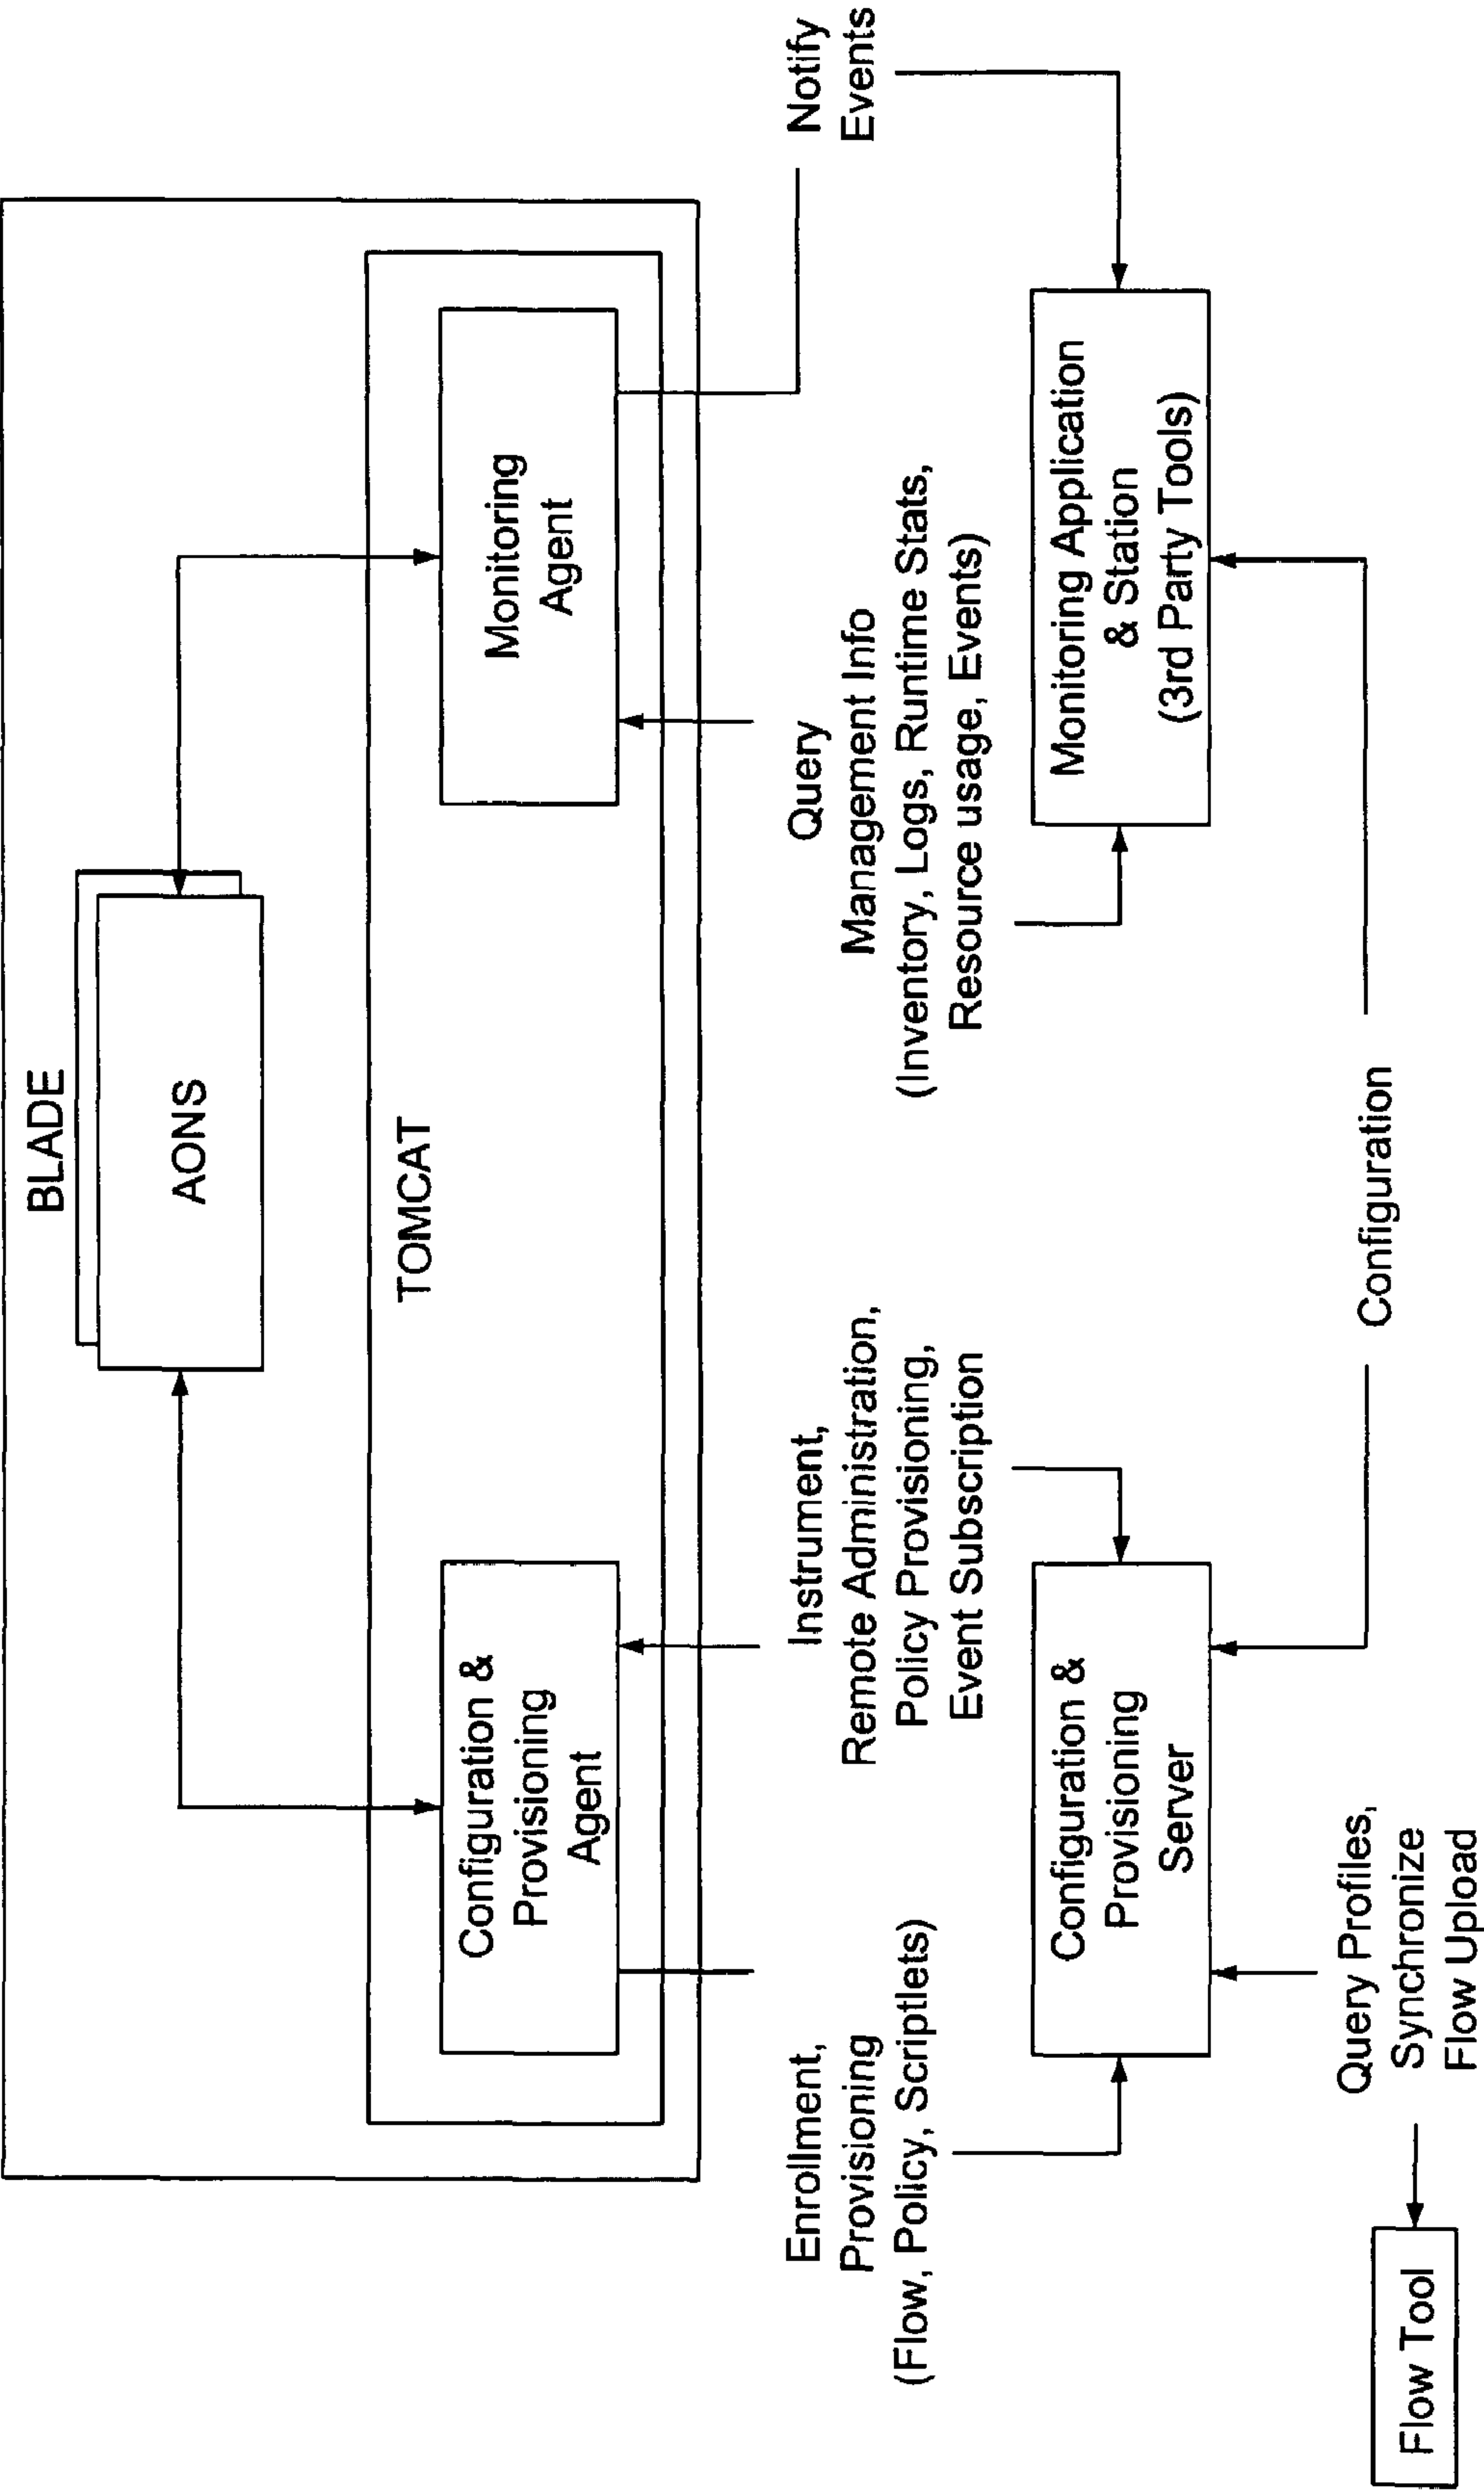 BLADE
AONS
TOMCAT
Configuration &
Provisioning
Agent
Monitoring
Agent
Enrollment,
Provisioning
(Flow, Policy, Scriptlets)
Instrument,
Remote Administration,
Policy Provisioning,
Event Subscription
Query
Management Info
(Inventory, Logs, Runtime Stats,
Resource usage, Events)
Notify
Events
Configuration &
Provisioning
Server
Monitoring Application
& Station
(3rd Party Tools)
Flow Tool
Query Profiles,
Synchronize
Flow Upload
Configuration